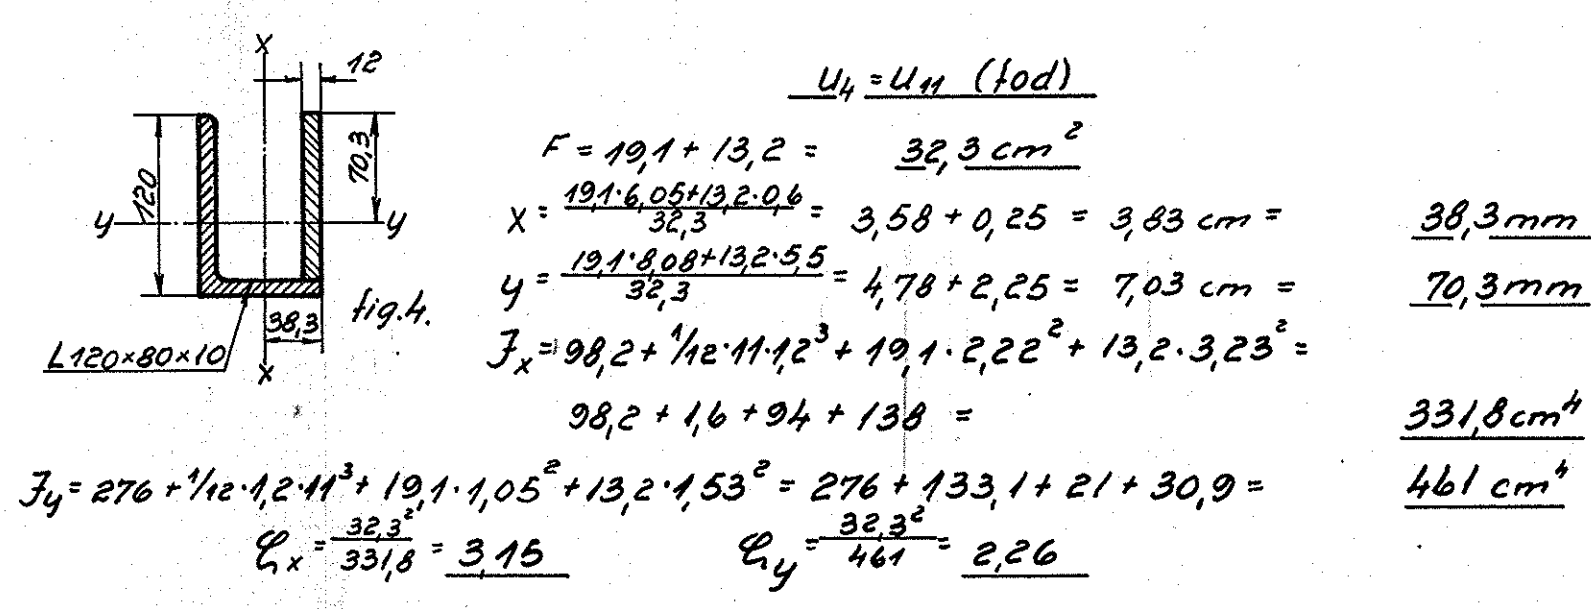 x
12
120
70,3
y
y
38,3
fig.4.
L120×80×10
x
U₄ = U₁₁ (fod)
F = 19,1 + 13,2 = 32,3 cm²
x = (19,1·6,05+13,2·0,6)/32,3 = 3,58 + 0,25 = 3,83 cm = 38,3 mm
y = (19,1·8,08+13,2·5,5)/32,3 = 4,78 + 2,25 = 7,03 cm = 70,3 mm
Jx = 98,2 + 1/12·11·1,2³ + 19,1·2,22² + 13,2·3,23² =
98,2 + 1,6 + 94 + 138 = 331,8 cm⁴
Jy = 276 + 1/12·1,2·11³ + 19,1·1,05² + 13,2·1,53² = 276 + 133,1 + 21 + 30,9 = 461 cm⁴
x = 32,3²/331,8 = 3,15 y = 32,3²/461 = 2,26